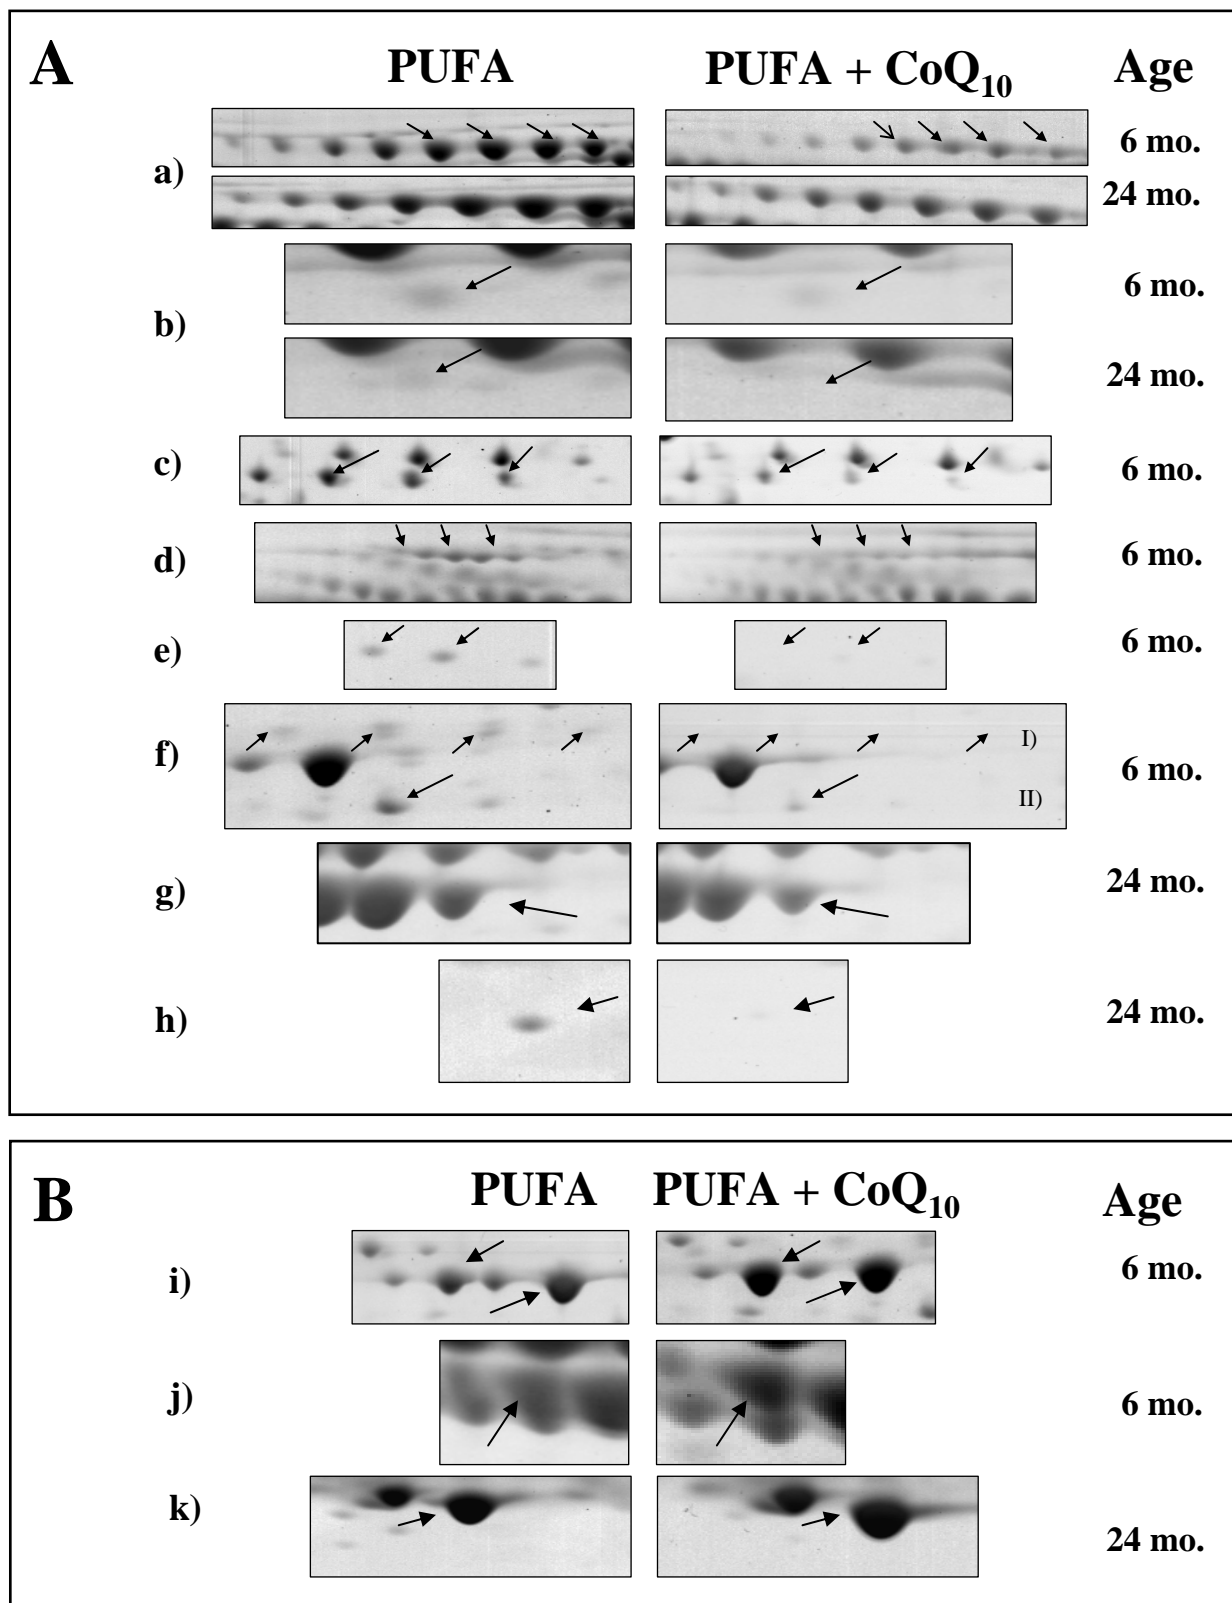 A PUFA PUFA + CoQ10 Age
6 mo.
a)
24 mo.
6 mo.
b)
24 mo.
c) 6 mo.
d) 6 mo.
e) 6 mo.
I)
f) 6 mo.
II)
g) 24 mo.
h) 24 mo.
B PUFA PUFA + CoQ10 Age
i) 6 mo.
j) 6 mo.
k)
24 mo.